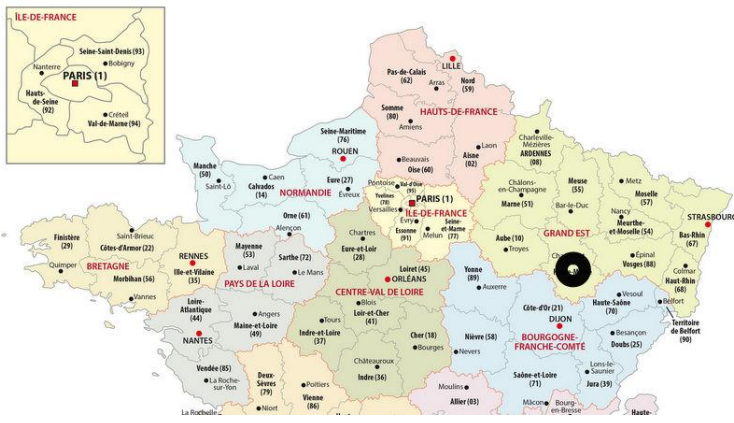 ÎLE-DE-FRANCE
Seine-Saint-Denis (93)
Nanterre
Bobigny
PARIS (1)
Hauts-
de-Seine
(92)
Créteil
Val-de-Marne (94)
LILLE
Pas-de-Calais
(62)
Nord
(59)
Arras
Somme
(80)
HAUTS-DE-FRANCE
Amiens
Seine-Maritime
(76)
ROUEN
Laon
Aisne
(02)
Beauvais
Oise (60)
Charleville-
Mézières
ARDENNES
(08)
Manche
(50)
Saint-Lô
Caen
Calvados
(14)
NORMANDIE
Eure (27)
Évreux
Orne (61)
Alençon
Pontoise
Val-d'Oise
(95)
Yvelines
(78)
Versailles
PARIS (1)
ÎLE-DE-FRANCE
Évry
Essonne
(91)
Melun
Seine-
et-Marne
(77)
Châlons-
en-Champagne
Marne (51)
Meuse
(55)
Bar-le-Duc
Metz
Moselle
(57)
Nancy
Meurthe-
et-Moselle (54)
STRASBOURG
Bas-Rhin
(67)
GRAND EST
Aube (10)
Troyes
Épinal
Vosges (88)
Colmar
Haut-Rhin
(68)
Finistère
(29)
Saint-Brieuc
Côtes-d'Armor (22)
Quimper
BRETAGNE
Morbihan (56)
Vannes
RENNES
Ille-et-Vilaine
(35)
Mayenne
(53)
Laval
Sarthe (72)
Le Mans
PAYS DE LA LOIRE
Chartres
Eure-et-Loir
(28)
Loiret (45)
ORLÉANS
CENTRE-VAL DE LOIRE
Blois
Loir-et-Cher
(41)
Tours
Indre-et-Loire
(37)
Cher (18)
Bourges
Châteauroux
Indre (36)
Loire-
Atlantique
(44)
NANTES
Angers
Maine-et-Loire
(49)
Vendée (85)
La Roche-
sur-Yon
Yonne
(89)
Auxerre
Nièvre (58)
Nevers
Côte-d'Or (21)
DIJON
BOURGOGNE-
FRANCHE-COMTÉ
Haute-Saône
(70)
Vesoul
Belfort
Territoire
de Belfort
(90)
Besançon
Doubs (25)
Lons-le-
Saunier
Jura (39)
Saône-et-Loire
(71)
Mâcon
Bourg-
en-Bresse
Moulins
Allier (03)
Deux-
Sèvres
(79)
Niort
Poitiers
Vienne
(86)
La Rochelle
Haute-